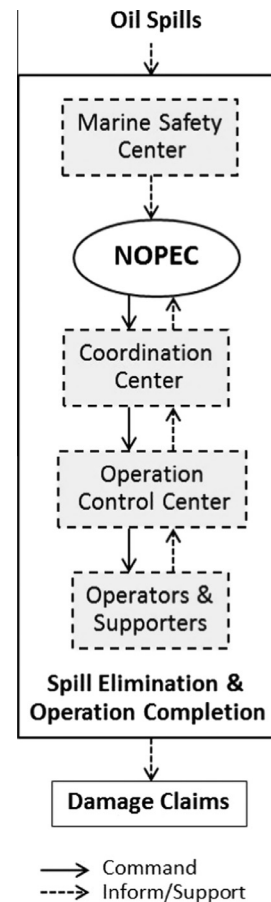 Oil Spills
Marine Safety
Center
NOPEC
Coordination
Center
Operation
Control Center
Operators &
Supporters
Spill Elimination &
Operation Completion
Damage Claims
Command
Inform/Support